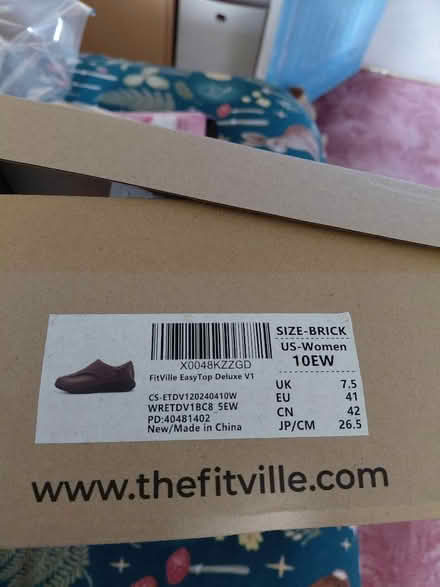 X0048KZZGD
FitVille EasyTop Deluxe V1
CS-ETDV120240410W
WRETDV1BC8_5EW
PD:40481402
New/Made in China
SIZE-BRICK
US-Women
10EW
UK 7.5
EU 41
CN 42
JP/CM 26.5
www.thefitville.com